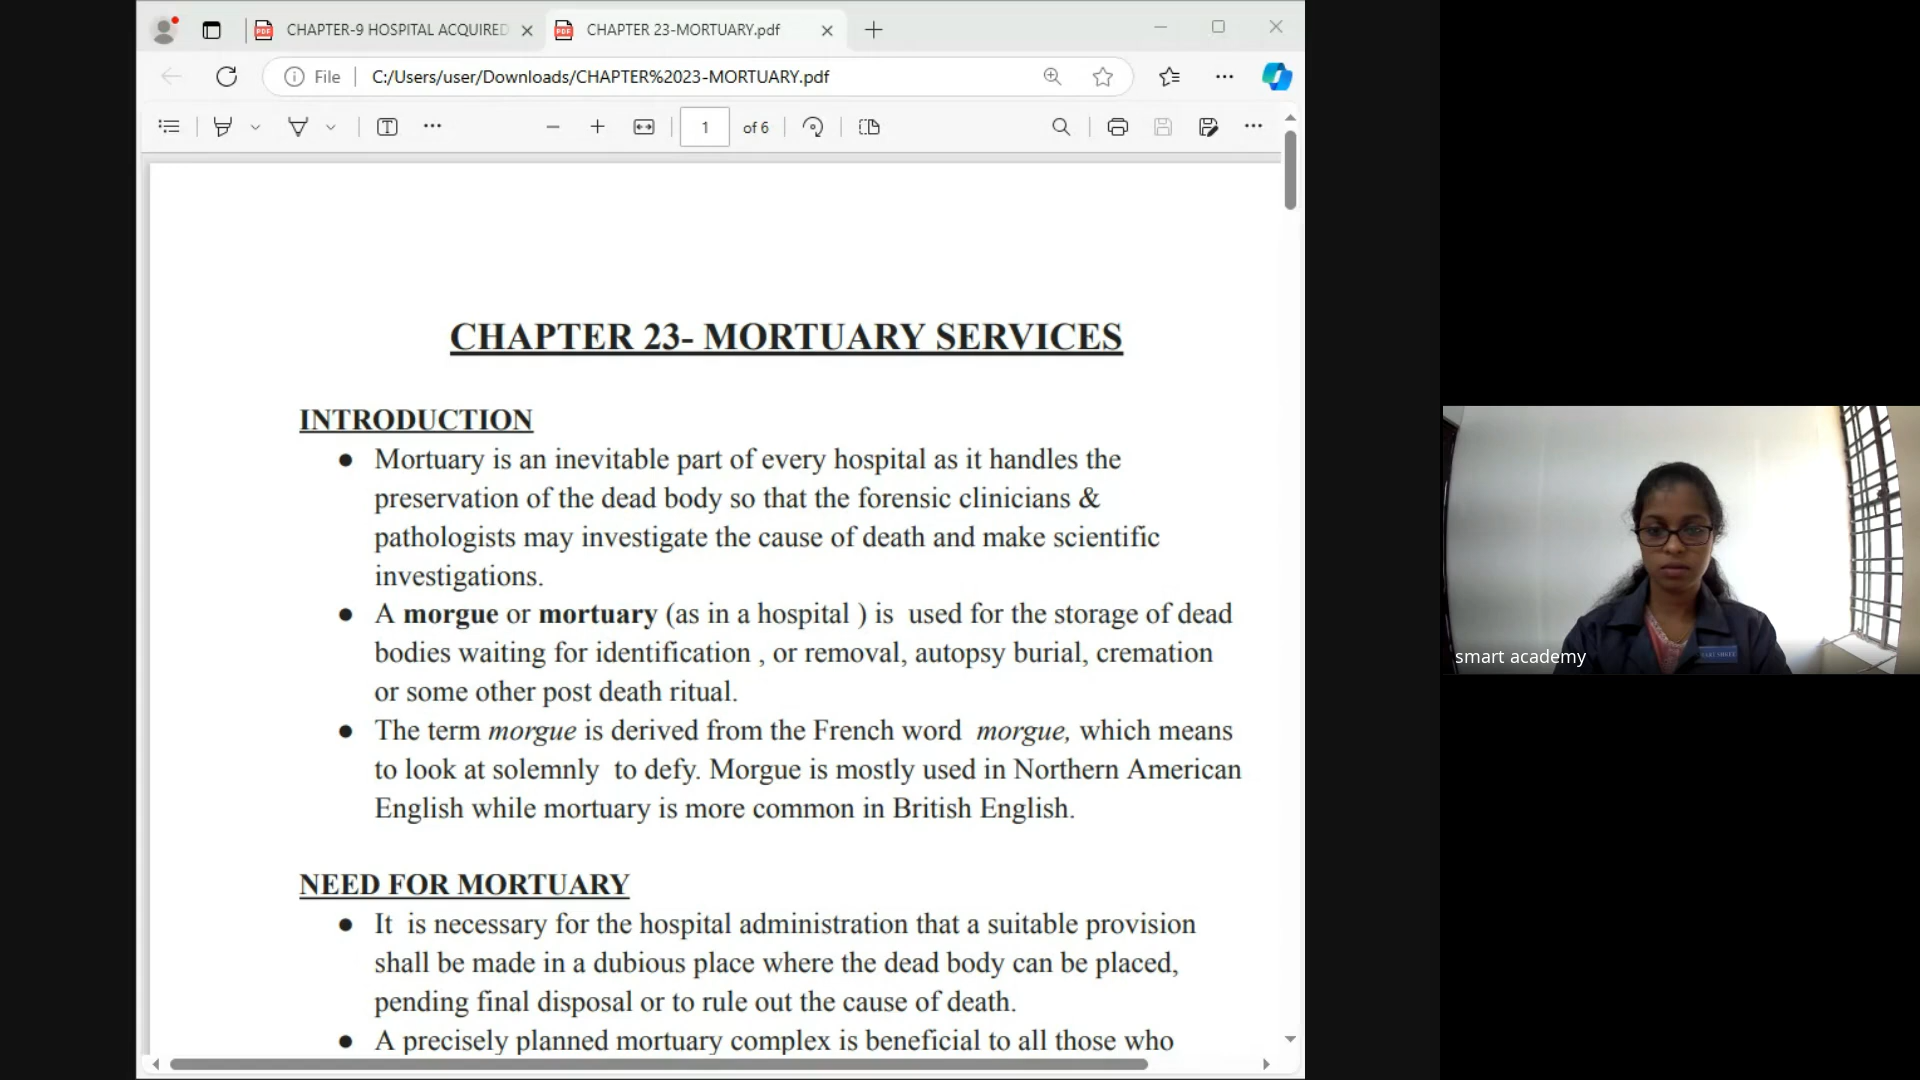 CHAPTER-9 HOSPITAL ACQUIRED
CHAPTER 23-MORTUARY.pdf
File
C:/Users/user/Downloads/CHAPTER%2023-MORTUARY.pdf
1 of 6
CHAPTER 23- MORTUARY SERVICES
INTRODUCTION
● Mortuary is an inevitable part of every hospital as it handles the
preservation of the dead body so that the forensic clinicians &
pathologists may investigate the cause of death and make scientific
investigations.
● A morgue or mortuary (as in a hospital ) is used for the storage of dead
bodies waiting for identification , or removal, autopsy burial, cremation
or some other post death ritual.
● The term morgue is derived from the French word morgue, which means
to look at solemnly to defy. Morgue is mostly used in Northern American
English while mortuary is more common in British English.
NEED FOR MORTUARY
● It is necessary for the hospital administration that a suitable provision
shall be made in a dubious place where the dead body can be placed,
pending final disposal or to rule out the cause of death.
● A precisely planned mortuary complex is beneficial to all those who
smart academy